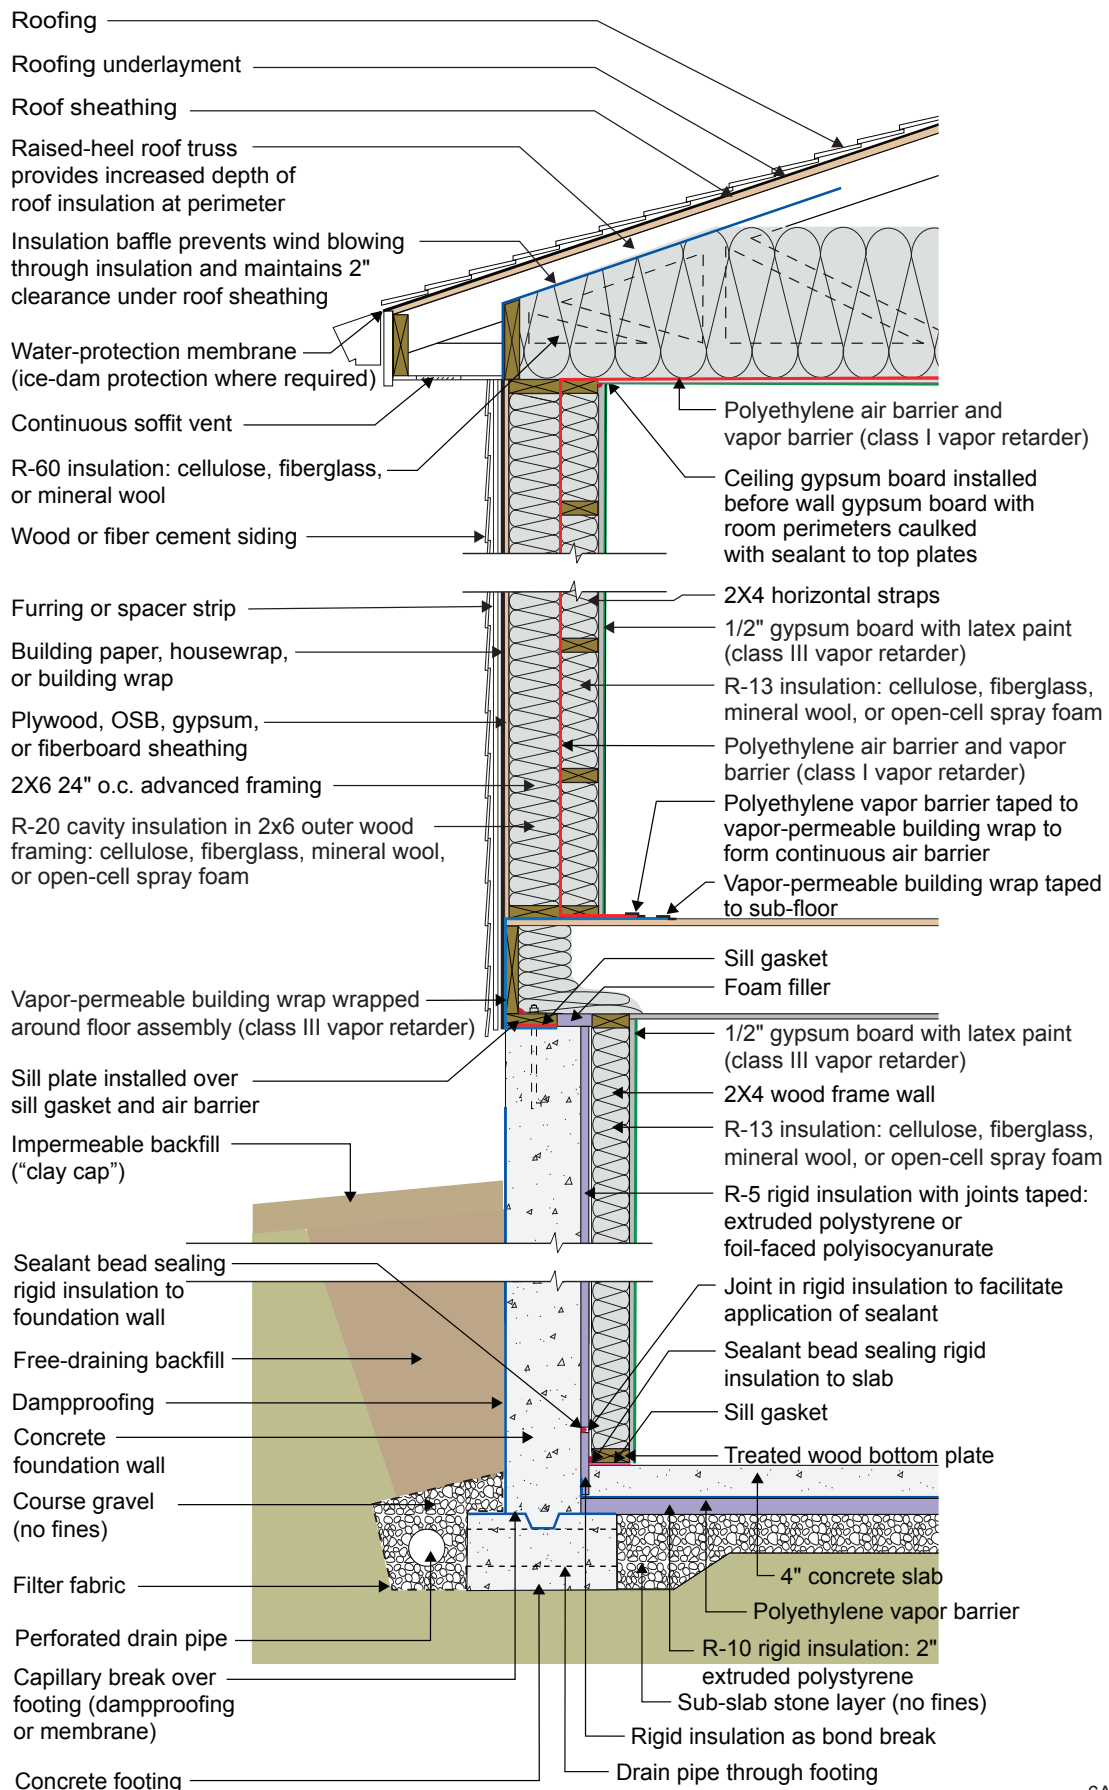 Roofing
Roofing underlayment
Roof sheathing
Raised-heel roof truss
provides increased depth of
roof insulation at perimeter
Insulation baffle prevents wind blowing
through insulation and maintains 2"
clearance under roof sheathing
Water-protection membrane
(ice-dam protection where required)
Continuous soffit vent
R-60 insulation: cellulose, fiberglass,
or mineral wool
Wood or fiber cement siding
Furring or spacer strip
Building paper, housewrap,
or building wrap
Plywood, OSB, gypsum,
or fiberboard sheathing
2X6 24" o.c. advanced framing
R-20 cavity insulation in 2x6 outer wood
framing: cellulose, fiberglass, mineral wool,
or open-cell spray foam
Vapor-permeable building wrap wrapped
around floor assembly (class III vapor retarder)
Sill plate installed over
sill gasket and air barrier
Impermeable backfill
(“clay cap”)
Sealant bead sealing
rigid insulation to
foundation wall
Free-draining backfill
Dampproofing
Concrete
foundation wall
Course gravel
(no fines)
Filter fabric
Perforated drain pipe
Capillary break over
footing (dampproofing
or membrane)
Concrete footing
Polyethylene air barrier and
vapor barrier (class I vapor retarder)
Ceiling gypsum board installed
before wall gypsum board with
room perimeters caulked
with sealant to top plates
2X4 horizontal straps
1/2" gypsum board with latex paint
(class III vapor retarder)
R-13 insulation: cellulose, fiberglass,
mineral wool, or open-cell spray foam
Polyethylene air barrier and vapor
barrier (class I vapor retarder)
Polyethylene vapor barrier taped to
vapor-permeable building wrap to
form continuous air barrier
Vapor-permeable building wrap taped
to sub-floor
Sill gasket
Foam filler
1/2" gypsum board with latex paint
(class III vapor retarder)
2X4 wood frame wall
R-13 insulation: cellulose, fiberglass,
mineral wool, or open-cell spray foam
R-5 rigid insulation with joints taped:
extruded polystyrene or
foil-faced polyisocyanurate
Joint in rigid insulation to facilitate
application of sealant
Sealant bead sealing rigid
insulation to slab
Sill gasket
Treated wood bottom plate
4" concrete slab
Polyethylene vapor barrier
R-10 rigid insulation: 2"
extruded polystyrene
Sub-slab stone layer (no fines)
Rigid insulation as bond break
Drain pipe through footing